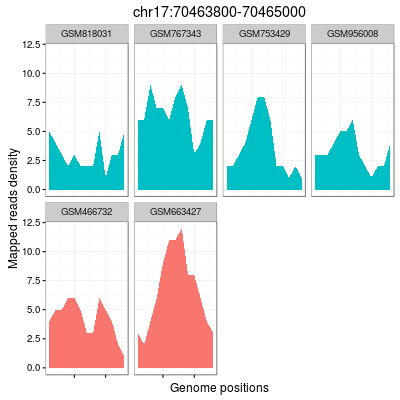 chr17:70463800-70465000
GSM818031 GSM767343 GSM753429 GSM956008
12.5
10.0
7.5
5.0
2.5
0.0
Mapped reads density
GSM466732 GSM663427
12.5
10.0
7.5
5.0
2.5
0.0
Genome positions